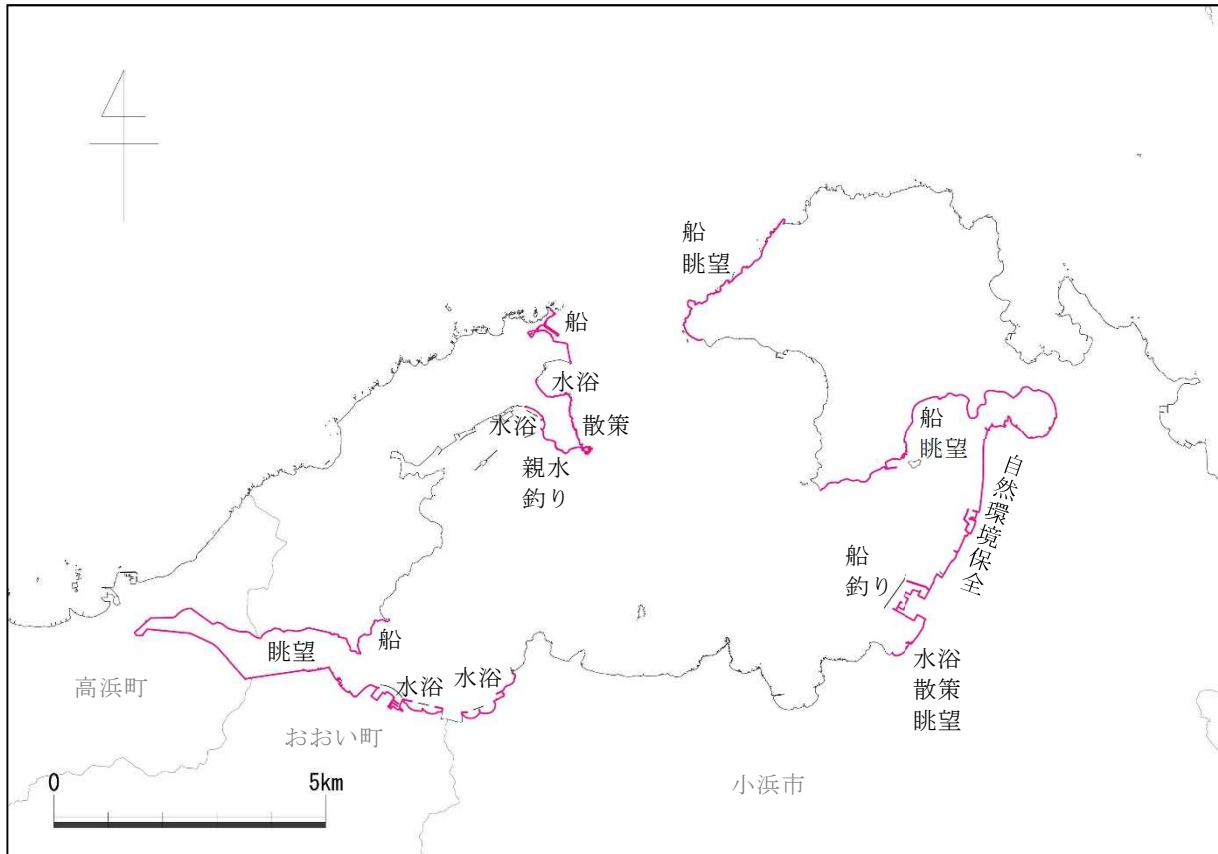 船
眺望
船
水浴
水浴
散策
親水
釣り
船
眺望
自然環境保全
船
釣り
眺望
船
水浴
水浴
水浴
散策
眺望
高浜町
おおい町
小浜市
0
5km